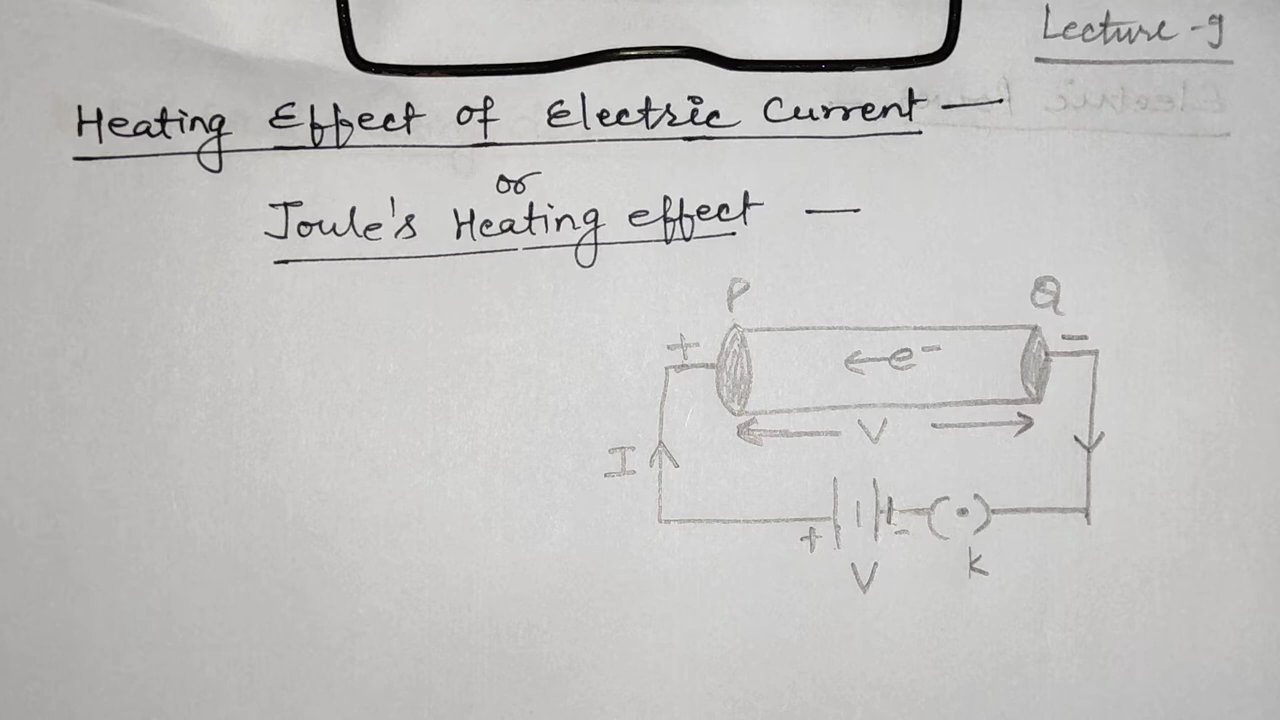 Lecture - 9
Heating Effect of Electric Current —
or
Joule's Heating effect —
P Q
+ ← e⁻ -
← V →
I
+ -
V K